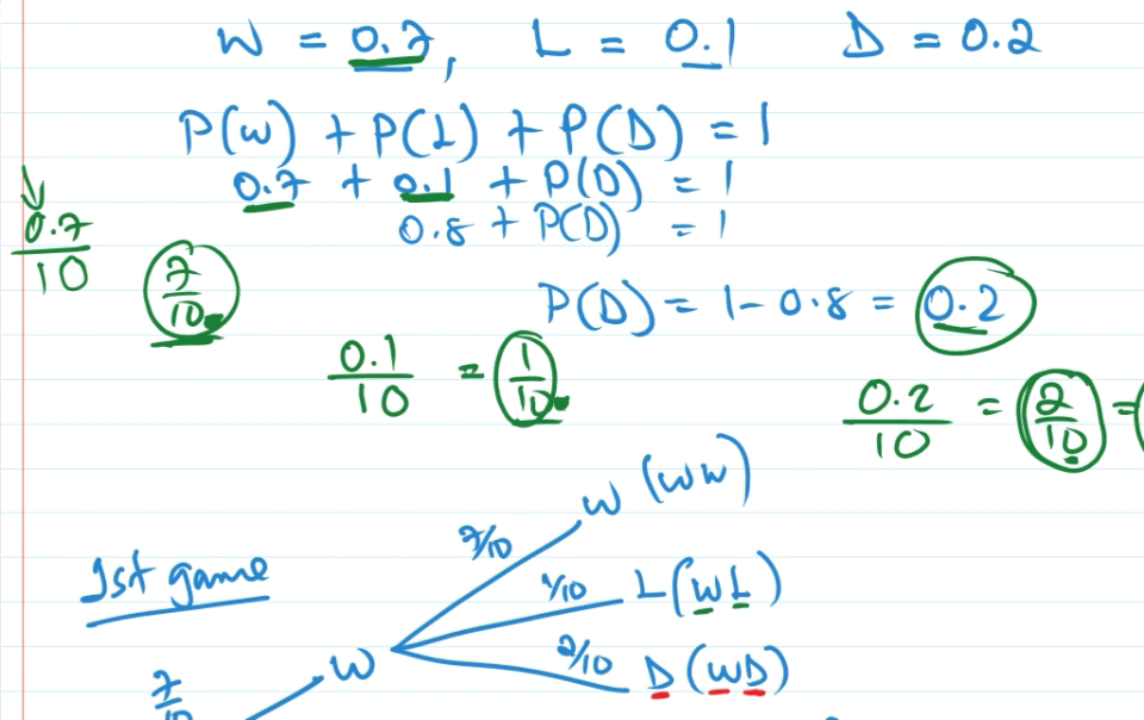 W = 0.7, L = 0.1 D = 0.2
P(W) + P(L) + P(D) = 1
0.7 + 0.1 + P(D) = 1
0.8 + P(D) = 1
0.7/10
7/10
P(D) = 1 - 0.8 = 0.2
0.1/10 = 1/10
0.2/10 = 2/10 =
7/10 W (WW)
1st game
1/10 L (WL)
W
2/10 D (WD)
7/10